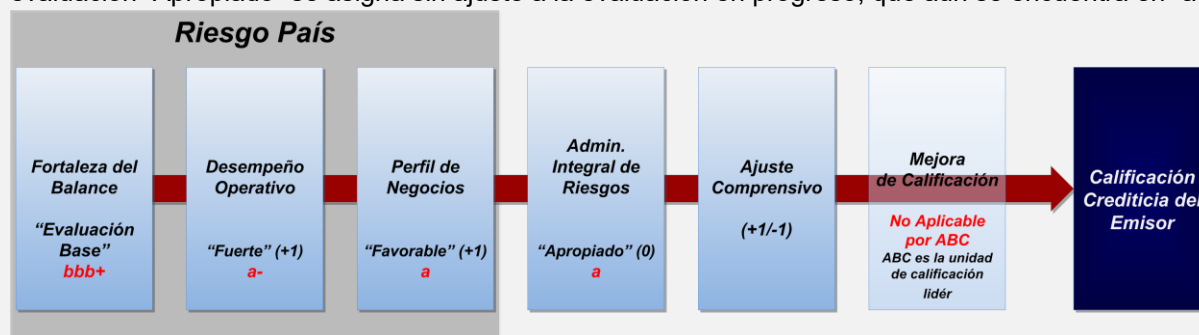 Riesgo País
Fortaleza del
Balance
"Evaluación
Base"
bbb+
Desempeño
Operativo
"Fuerte" (+1)
a-
Perfil de
Negocios
"Favorable" (+1)
a
Admin.
Integral de
Riesgos
"Apropiado" (0)
a
Ajuste
Comprensivo
(+1/-1)
Mejora
de Calificación
No Aplicable
por ABC
ABC es la unidad
de calificación
lidér
Calificación
Crediticia del
Emisor